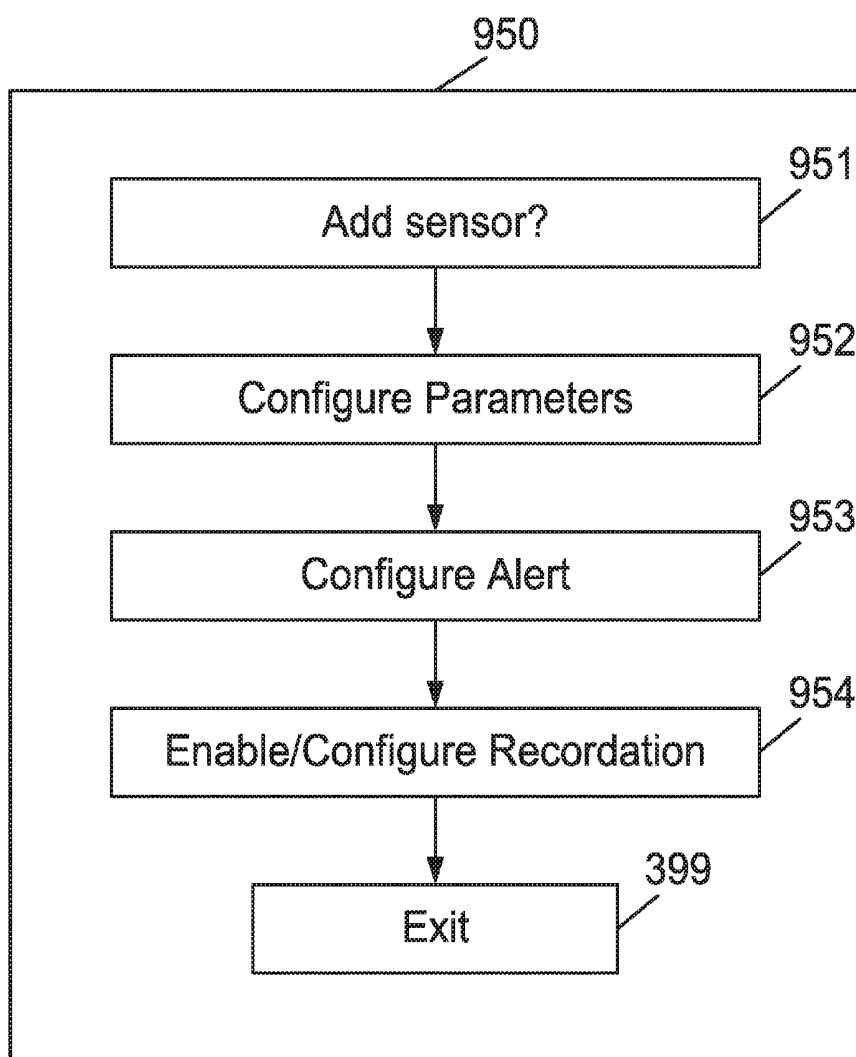 950
951
Add sensor?
952
Configure Parameters
953
Configure Alert
954
Enable/Configure Recordation
399
Exit